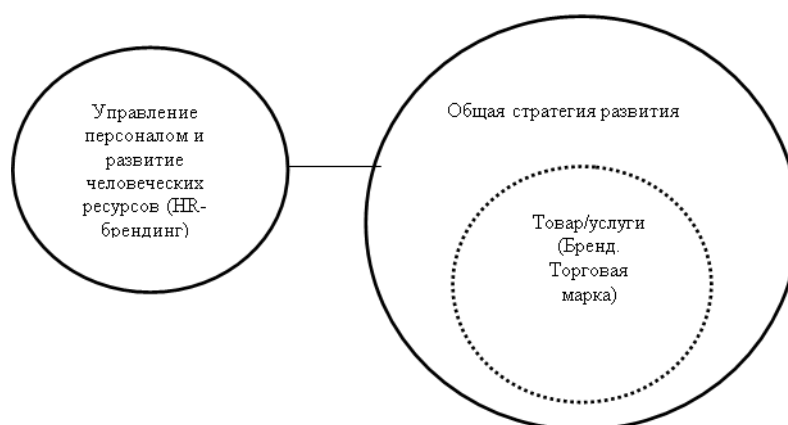 Управление
персоналом и
развитие
человеческих
ресурсов (HR-
брендинг)
Общая стратегия развития
Товар/услуги
(Бренд.
Торговая
марка)